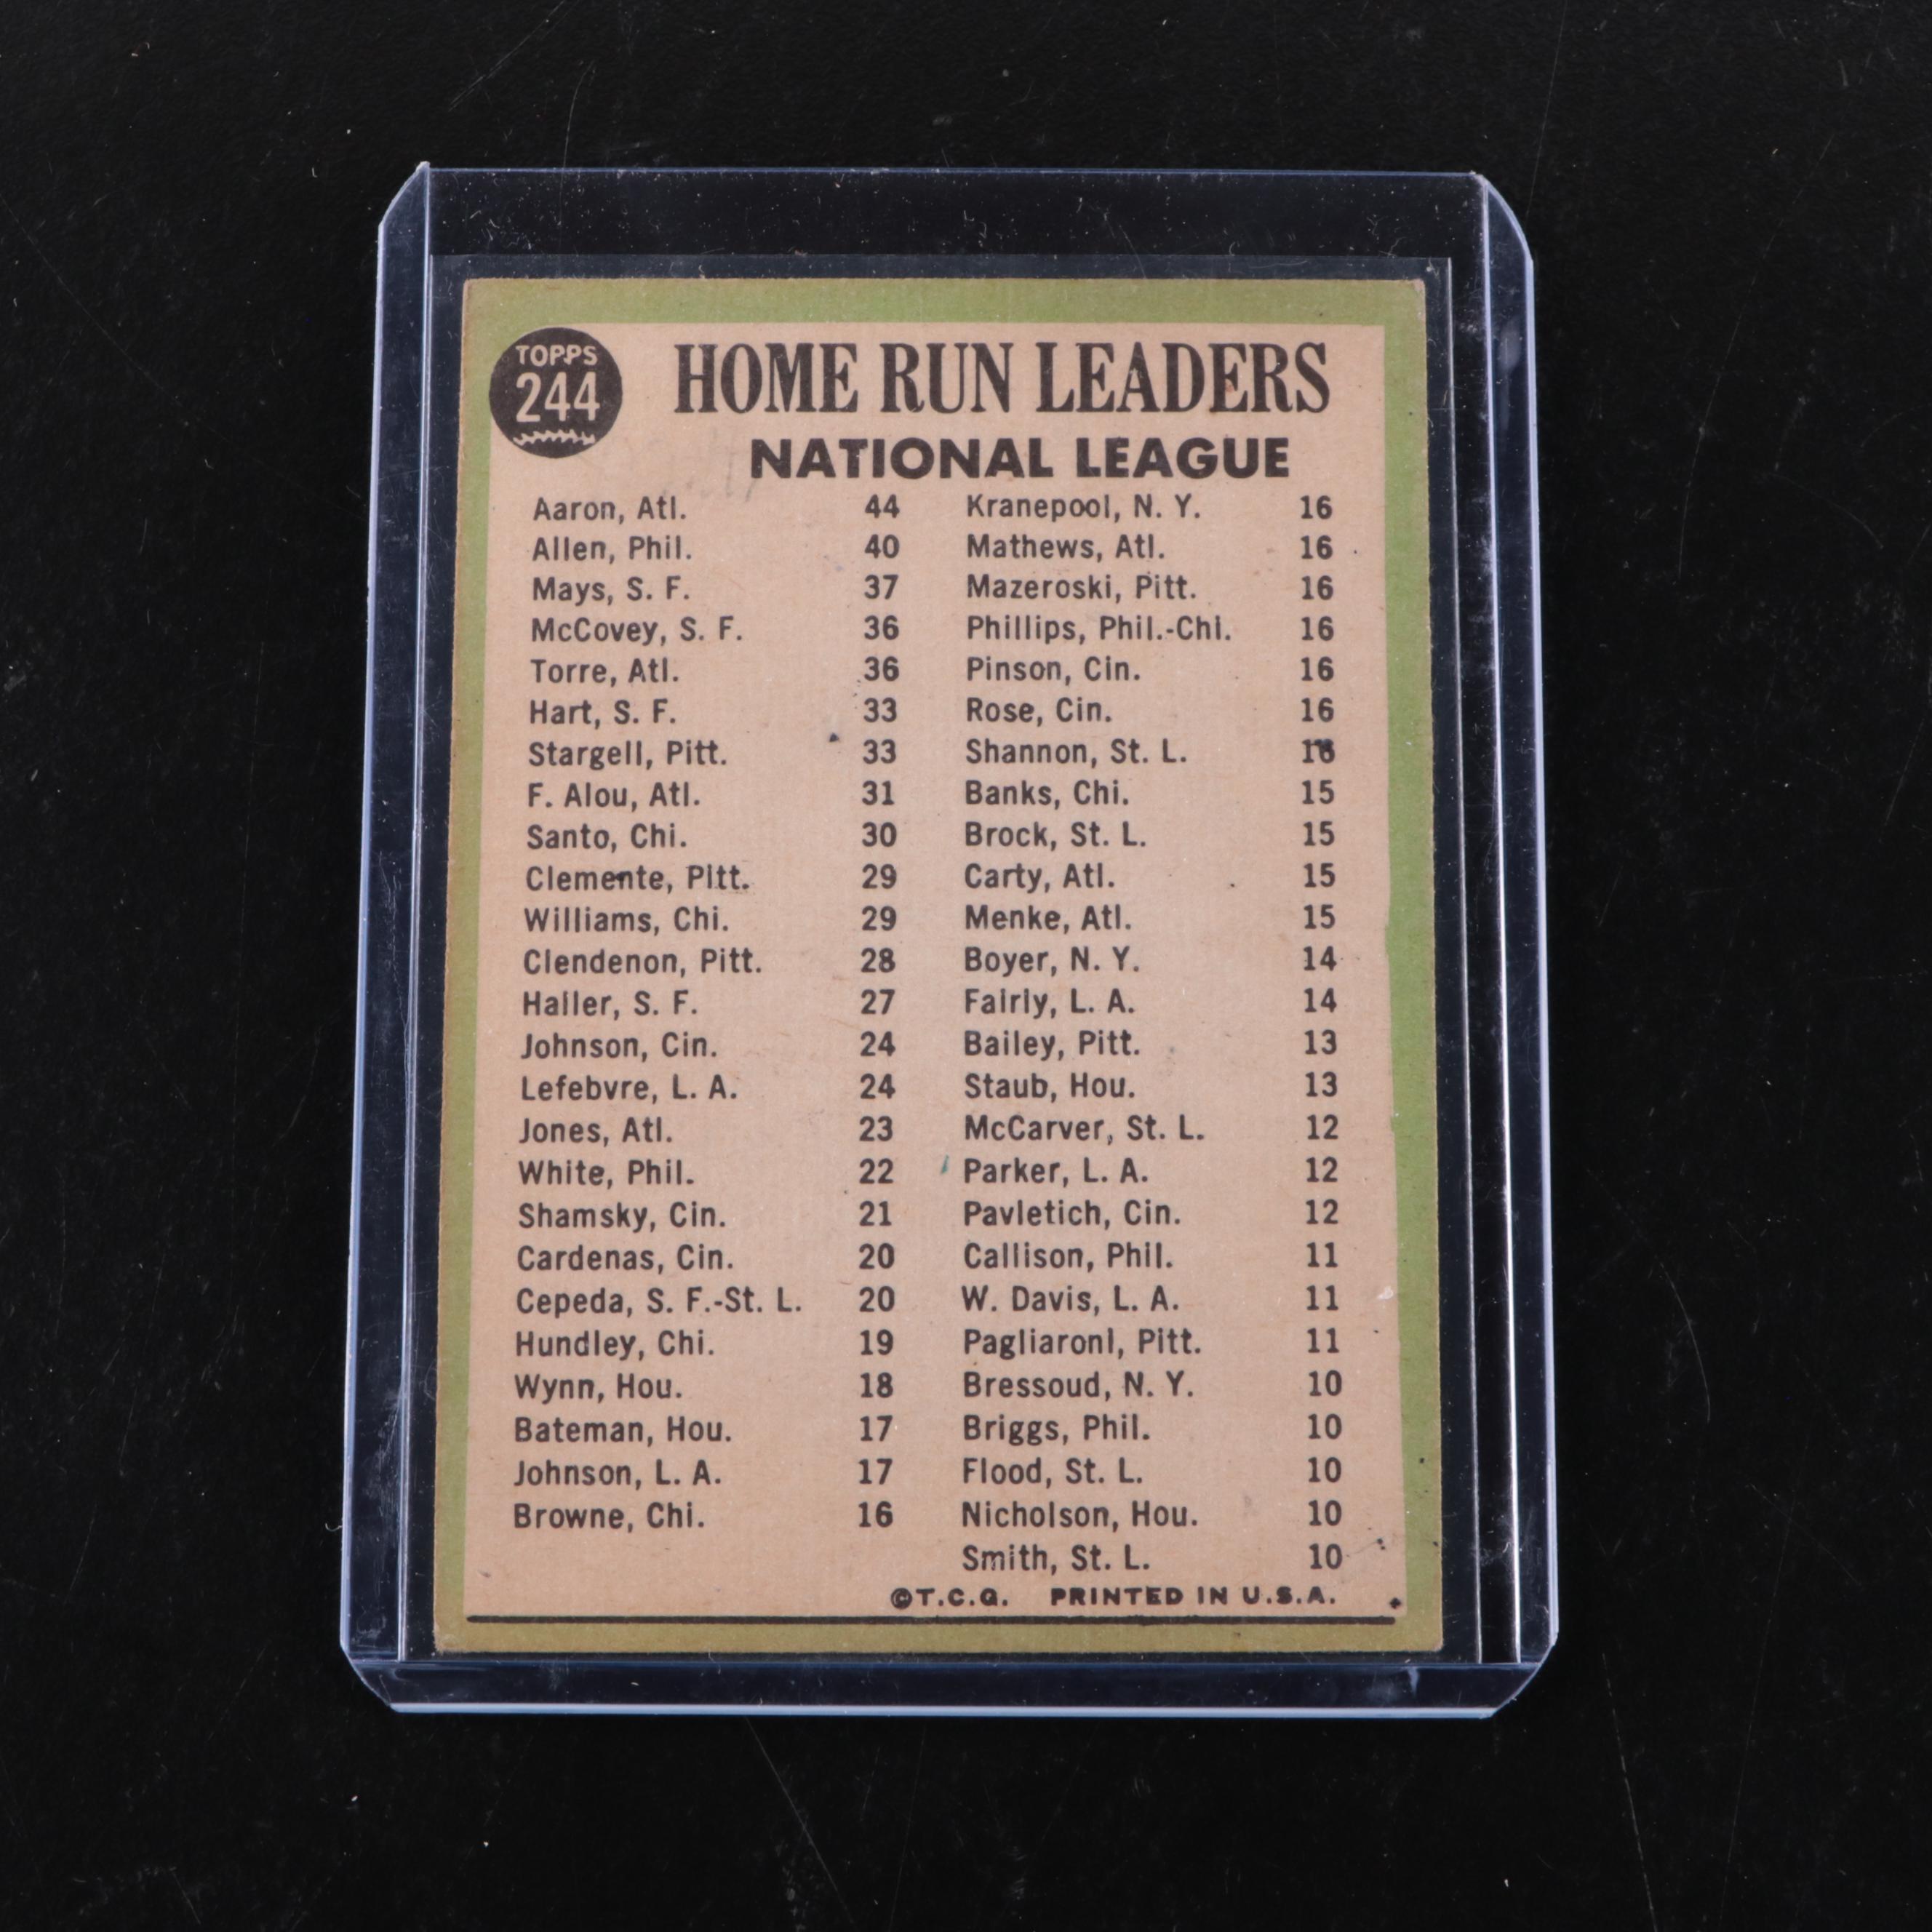 TOPPS
244
HOME RUN LEADERS
NATIONAL LEAGUE
Aaron, Atl. 44
Allen, Phil. 40
Mays, S. F. 37
McCovey, S. F. 36
Torre, Atl. 36
Hart, S. F. 33
Stargell, Pitt. 33
F. Alou, Atl. 31
Santo, Chi. 30
Clemente, Pitt. 29
Williams, Chi. 29
Clendenon, Pitt. 28
Haller, S. F. 27
Johnson, Cin. 24
Lefebvre, L. A. 24
Jones, Atl. 23
White, Phil. 22
Shamsky, Cin. 21
Cardenas, Cin. 20
Cepeda, S. F.-St. L. 20
Hundley, Chi. 19
Wynn, Hou. 18
Bateman, Hou. 17
Johnson, L. A. 17
Browne, Chi. 16
Kranepool, N. Y. 16
Mathews, Atl. 16
Mazeroski, Pitt. 16
Phillips, Phil.-Chi. 16
Pinson, Cin. 16
Rose, Cin. 16
Shannon, St. L. 16
Banks, Chi. 15
Brock, St. L. 15
Carty, Atl. 15
Menke, Atl. 15
Boyer, N. Y. 14
Fairly, L. A. 14
Bailey, Pitt. 13
Staub, Hou. 13
McCarver, St. L. 12
Parker, L. A. 12
Pavletich, Cin. 12
Callison, Phil. 11
W. Davis, L. A. 11
Pagliaroni, Pitt. 11
Bressoud, N. Y. 10
Briggs, Phil. 10
Flood, St. L. 10
Nicholson, Hou. 10
Smith, St. L. 10
©T.C.G. PRINTED IN U.S.A.